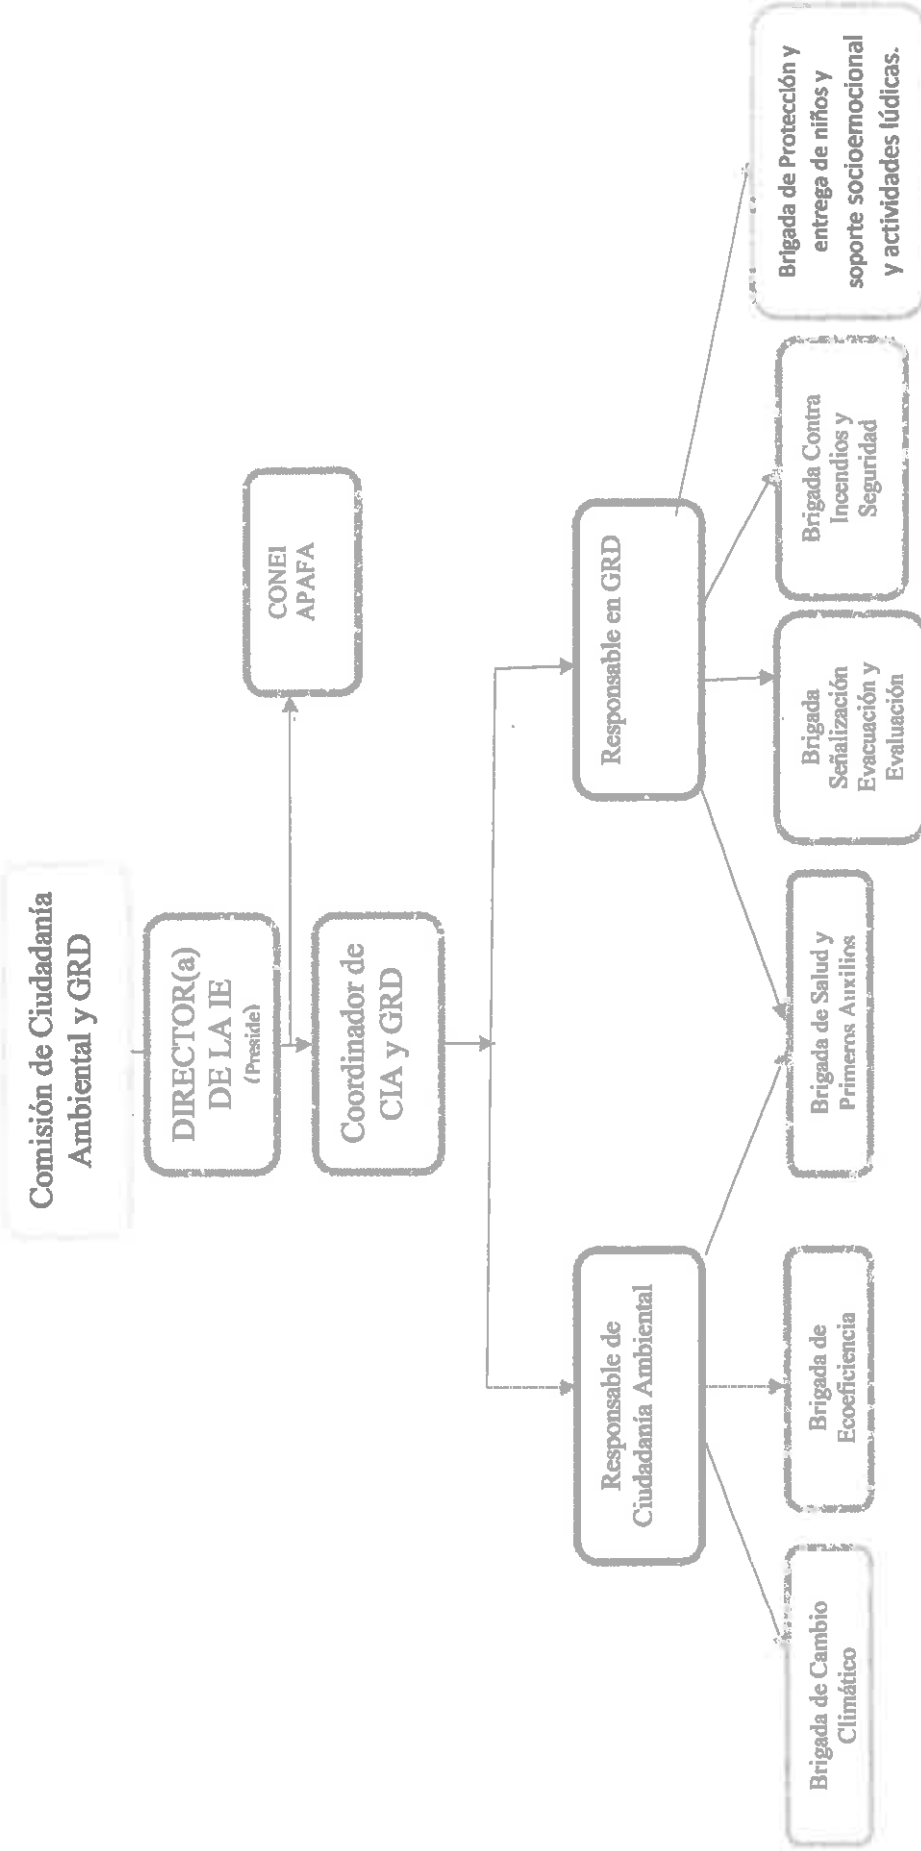 Comisión de Ciudadanía
Ambiental y GRD
DIRECTOR(a)
DE LA IE
(Preside)
CONEI
APAFA
Coordinador de
CIA y GRD
Responsable de
Ciudadanía Ambiental
Responsable en GRD
Brigada de Cambio
Climático
Brigada de
Ecoeficiencia
Brigada de Salud y
Primeros Auxilios
Brigada
Señalización
Evacuación y
Evaluación
Brigada Contra
Incendios y
Seguridad
Brigada de Protección y
entrega de niños y
soporte socioemocional
y actividades lúdicas.